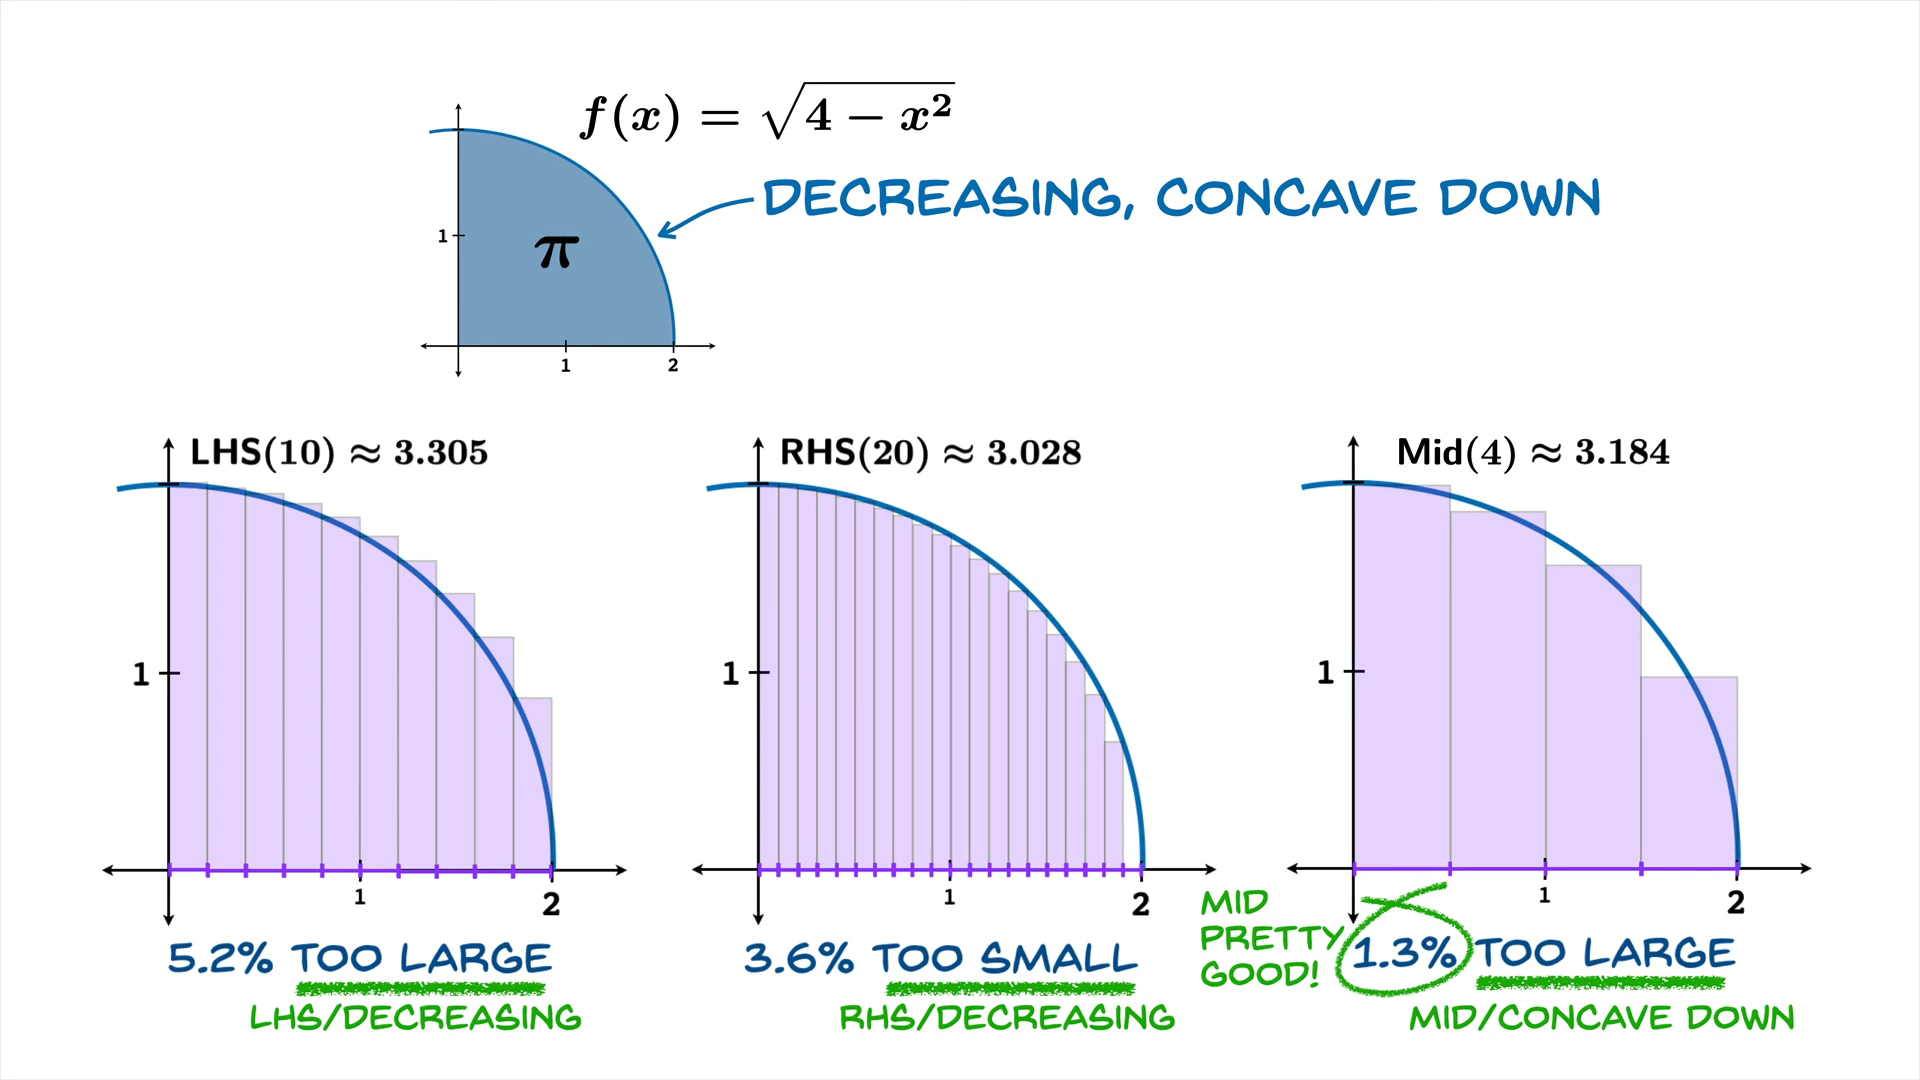 f(x) = √4 − x²
DECREASING, CONCAVE DOWN
1
π
1 2
LHS(10) ≈ 3.305
1
1 2
5.2% TOO LARGE
LHS/DECREASING
RHS(20) ≈ 3.028
1
1 2
3.6% TOO SMALL
RHS/DECREASING
Mid(4) ≈ 3.184
1
1 2
MID
PRETTY
GOOD!
1.3% TOO LARGE
MID/CONCAVE DOWN